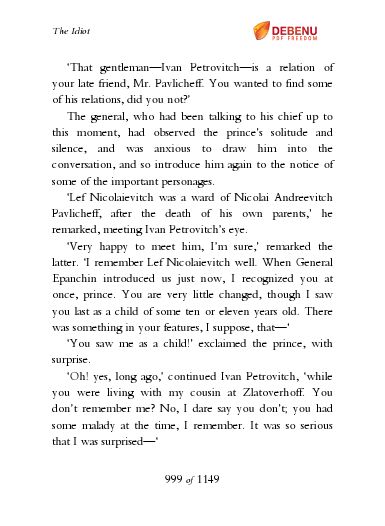 The Idiot
DEBENU
PDF FREEDOM
‘That gentleman—Ivan Petrovitch—is a relation of
your late friend, Mr. Pavlicheff. You wanted to find some
of his relations, did you not?’
The general, who had been talking to his chief up to
this moment, had observed the prince’s solitude and
silence, and was anxious to draw him into the
conversation, and so introduce him again to the notice of
some of the important personages.
‘Lef Nicolaievitch was a ward of Nicolai Andreevitch
Pavlicheff, after the death of his own parents,’ he
remarked, meeting Ivan Petrovitch’s eye.
‘Very happy to meet him, I’m sure,’ remarked the
latter. ‘I remember Lef Nicolaievitch well. When General
Epanchin introduced us just now, I recognized you at
once, prince. You are very little changed, though I saw
you last as a child of some ten or eleven years old. There
was something in your features, I suppose, that—‘
‘You saw me as a child!’ exclaimed the prince, with
surprise.
‘Oh! yes, long ago,’ continued Ivan Petrovitch, ‘while
you were living with my cousin at Zlatoverhoff. You
don’t remember me? No, I dare say you don’t; you had
some malady at the time, I remember. It was so serious
that I was surprised—‘
999 of 1149